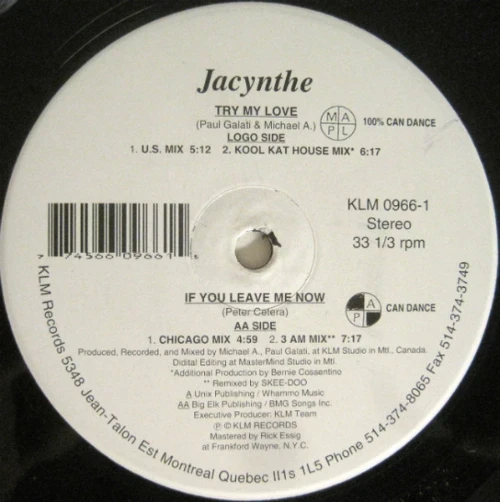 Jacynthe
TRY MY LOVE
(Paul Galati & Michael A.)
LOGO SIDE
M A P L 100% CAN DANCE
1. U.S. MIX 5:12 2. KOOL KAT HOUSE MIX* 6:17
KLM 0966-1
Stereo
33 1/3 rpm
7 74566 09661 5
IF YOU LEAVE ME NOW
(Peter Cetera)
AA SIDE
A P CAN DANCE
1. CHICAGO MIX 4:59 2. 3 AM MIX** 7:17
Produced, Recorded, and Mixed by Michael A., Paul Galati, at KLM Studio in Mtl., Canada.
Didital Editing at MasterMind Studio in Mtl.
*Additional Production by Bernie Cossentino
** Remixed by SKEE-DOO
A Unix Publishing / Whammo Music
AA Big Elk Publishing / BMG Songs Inc.
Executive Producer: KLM Team
Ⓟ © KLM RECORDS
Mastered by Rick Essig
at Frankford Wayne, N.Y.C.
KLM Records 5348 Jean-Talon Est Montreal Quebec II1s 1L5 Phone 514-374-8065 Fax 514-374-3749